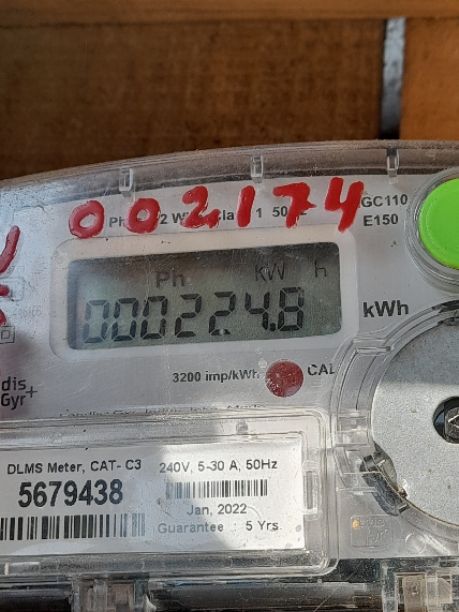 002174
GC110
E150
Ph kW h
000224.8
kWh
3200 imp/kWh CAL
dis+
Gyr
DLMS Meter, CAT- C3 240V, 5-30 A, 50Hz
5679438
Jan, 2022
Guarantee : 5 Yrs.